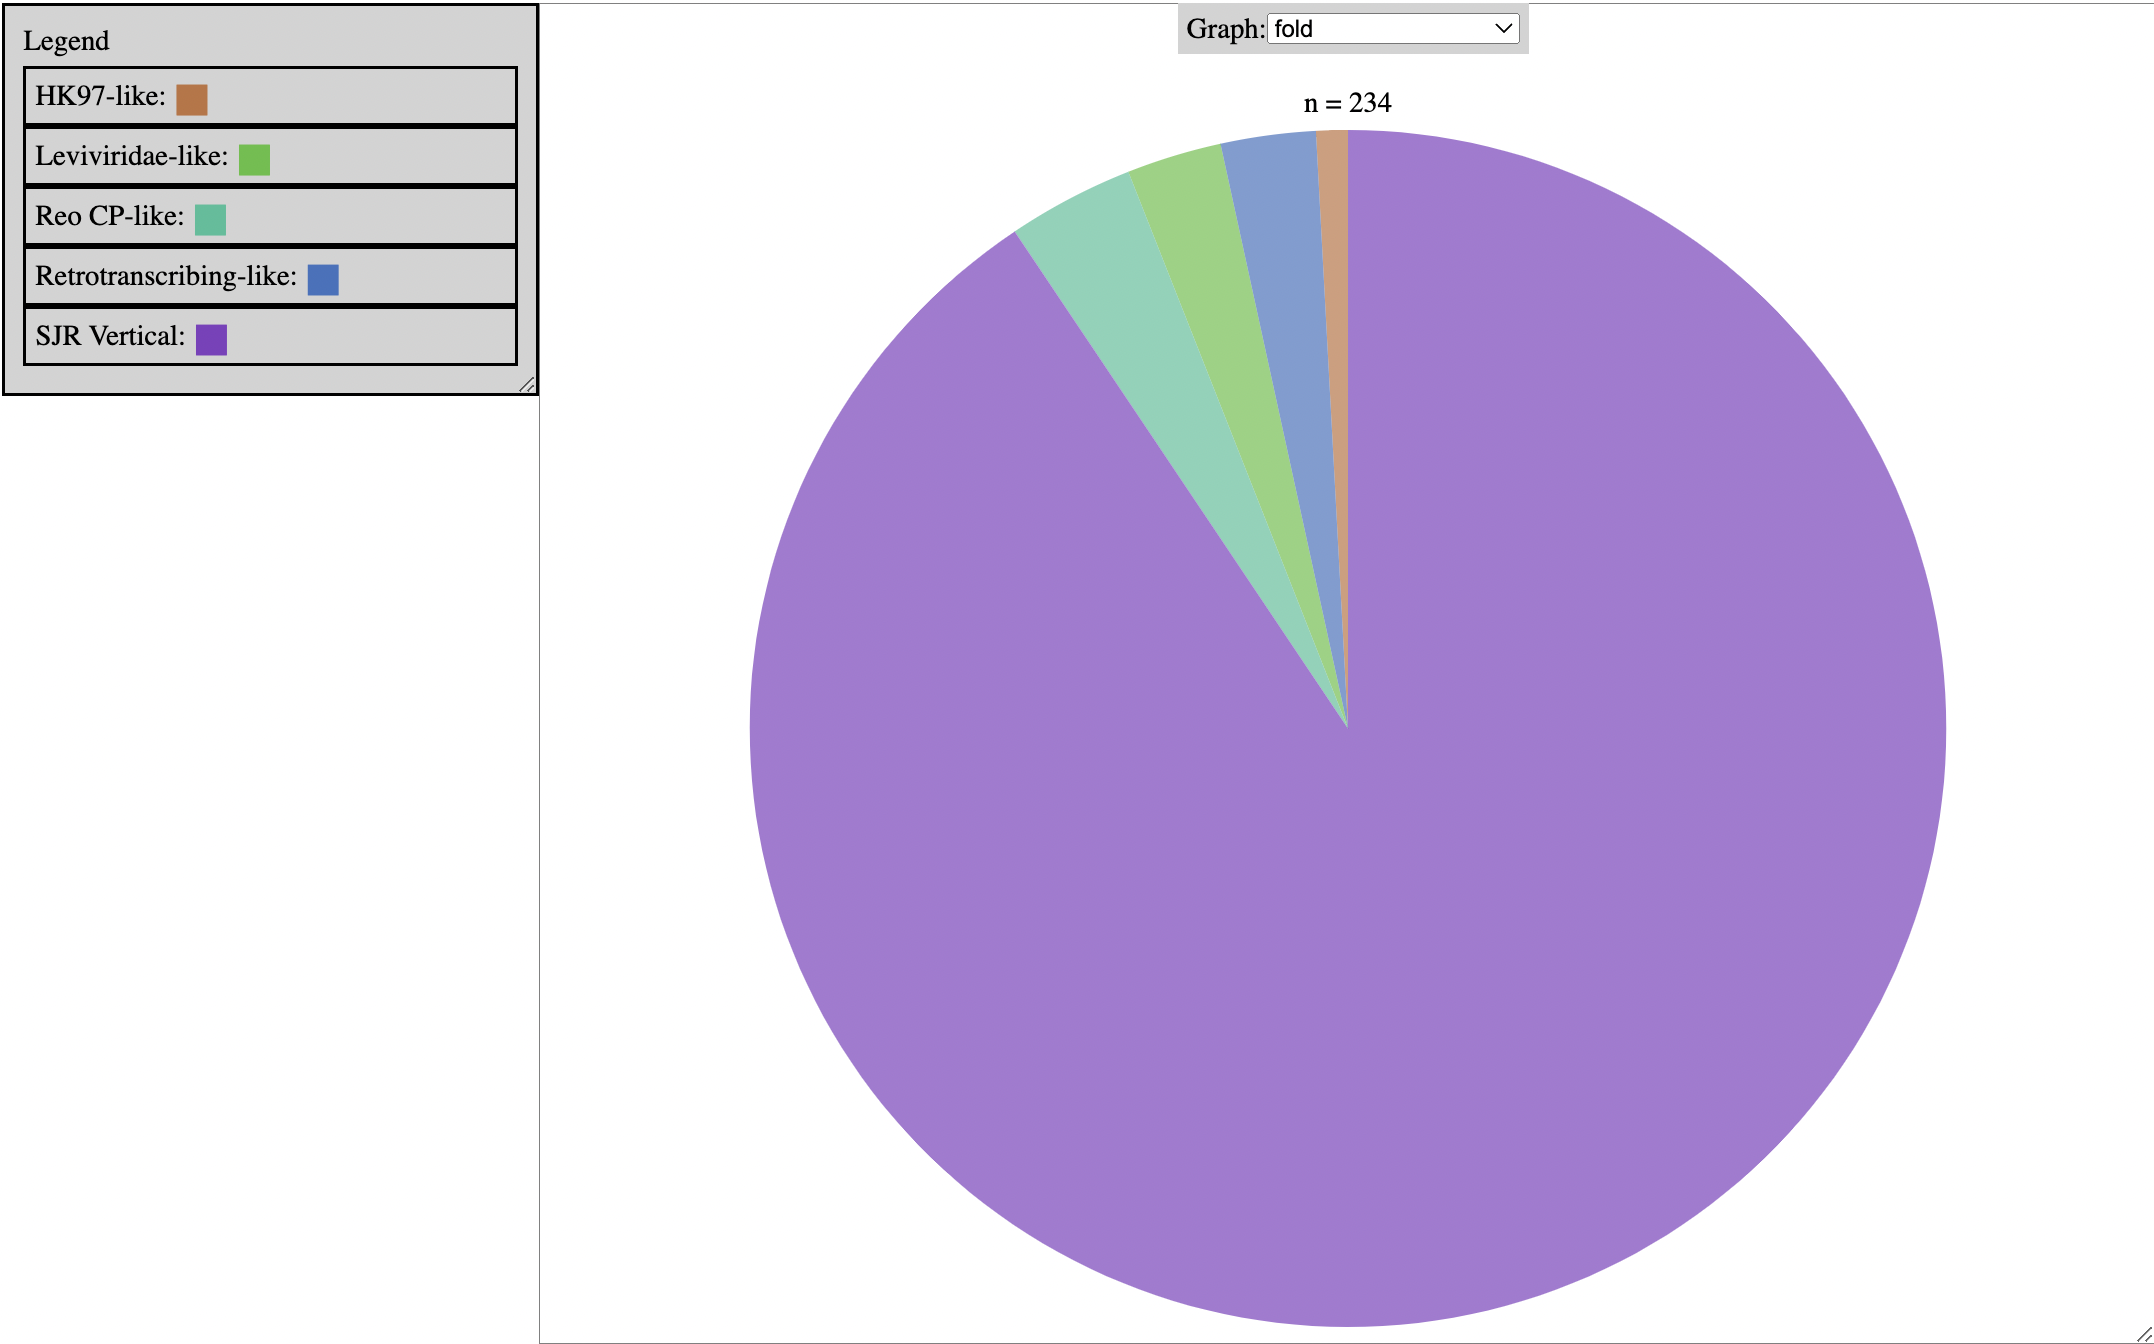 Legend
HK97-like:
Leviviridae-like:
Reo CP-like:
Retrotranscribing-like:
SJR Vertical:
Graph: fold
n = 234